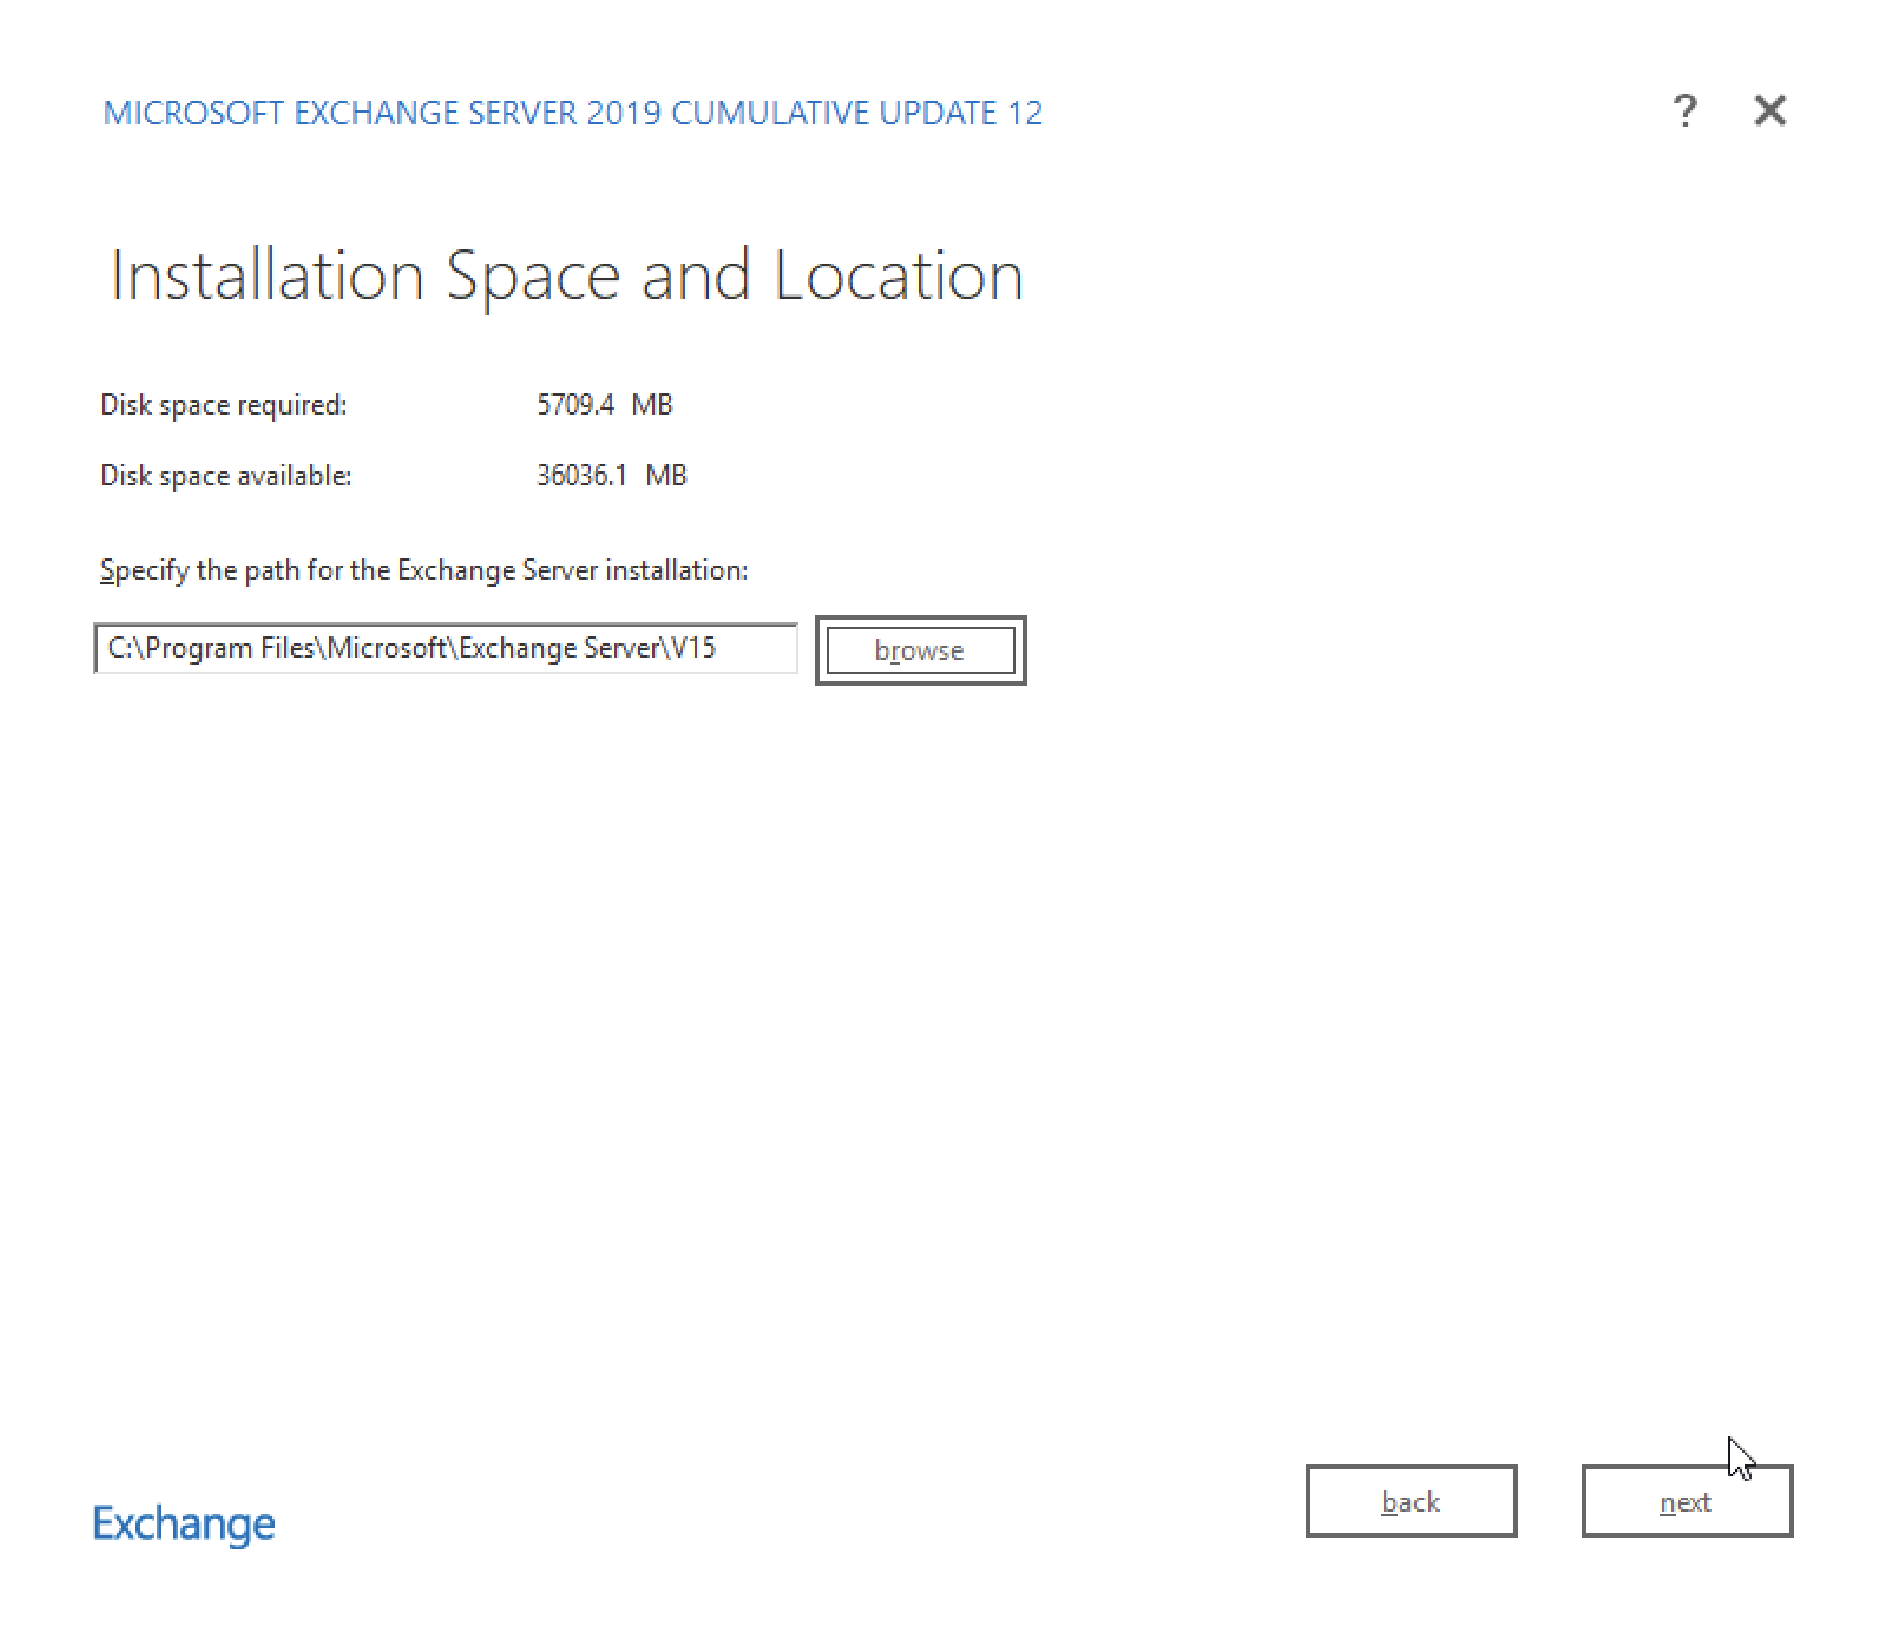 MICROSOFT EXCHANGE SERVER 2019 CUMULATIVE UPDATE 12
?
Installation Space and Location
Disk space required: 5709.4 MB
Disk space available: 36036.1 MB
Specify the path for the Exchange Server installation:
C:\Program Files\Microsoft\Exchange Server\V15
browse
Exchange
back
next